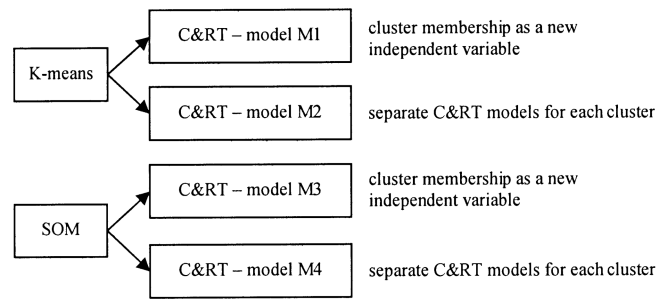 C&RT – model M1
cluster membership as a new
independent variable
K-means
C&RT – model M2
separate C&RT models for each cluster
C&RT – model M3
cluster membership as a new
independent variable
SOM
C&RT – model M4
separate C&RT models for each cluster